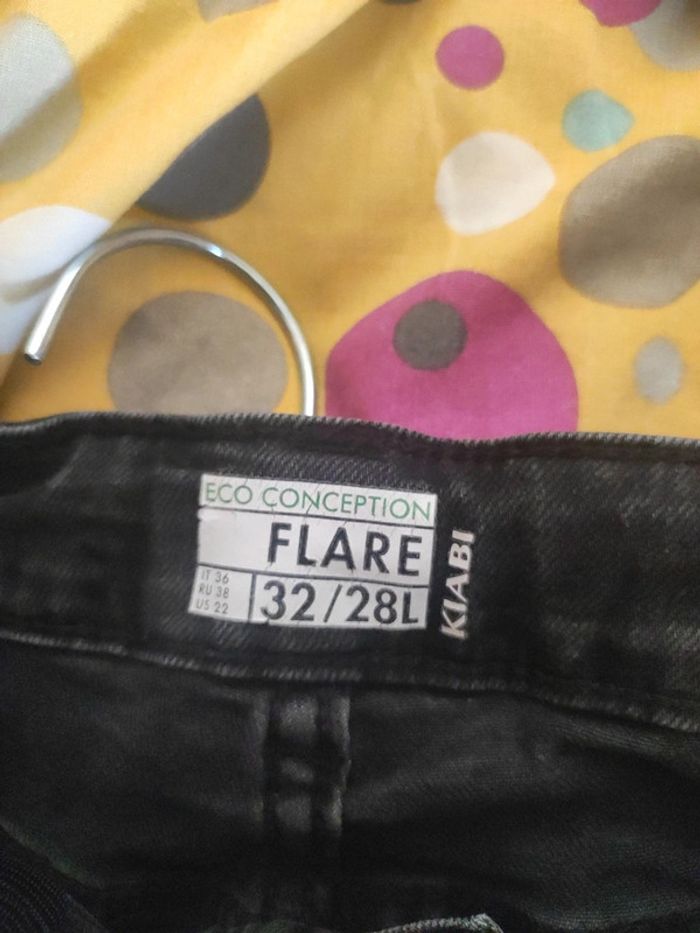 ECO CONCEPTION
FLARE
IT 36
RU 38
US 22
32/28L
KIABI